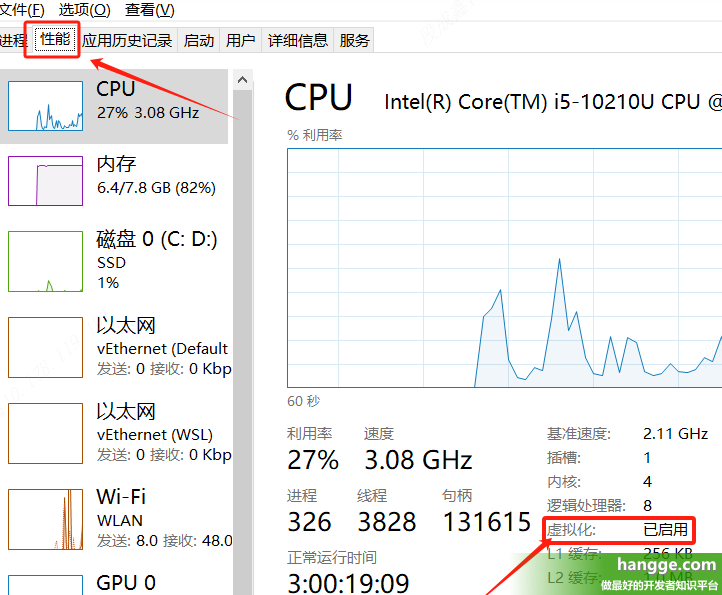 文件(F) 选项(O) 查看(V)
进程 性能 应用历史记录 启动 用户 详细信息 服务
CPU
27% 3.08 GHz
内存
6.4/7.8 GB (82%)
磁盘 0 (C: D:)
SSD
1%
以太网
vEthernet (Default
发送: 0 接收: 0 Kbp
以太网
vEthernet (WSL)
发送: 0 接收: 0 Kbp
Wi-Fi
WLAN
发送: 8.0 接收: 48.0
GPU 0
CPU Intel(R) Core(TM) i5-10210U CPU @
% 利用率
60 秒
利用率 速度
27% 3.08 GHz
进程 线程 句柄
326 3828 131615
正常运行时间
3:00:19:09
基准速度: 2.11 GHz
插槽: 1
内核: 4
逻辑处理器: 8
虚拟化: 已启用
L1 缓存: 256 KB
L2 缓存: 1.0 MB
hangge.com
做最好的开发者知识平台